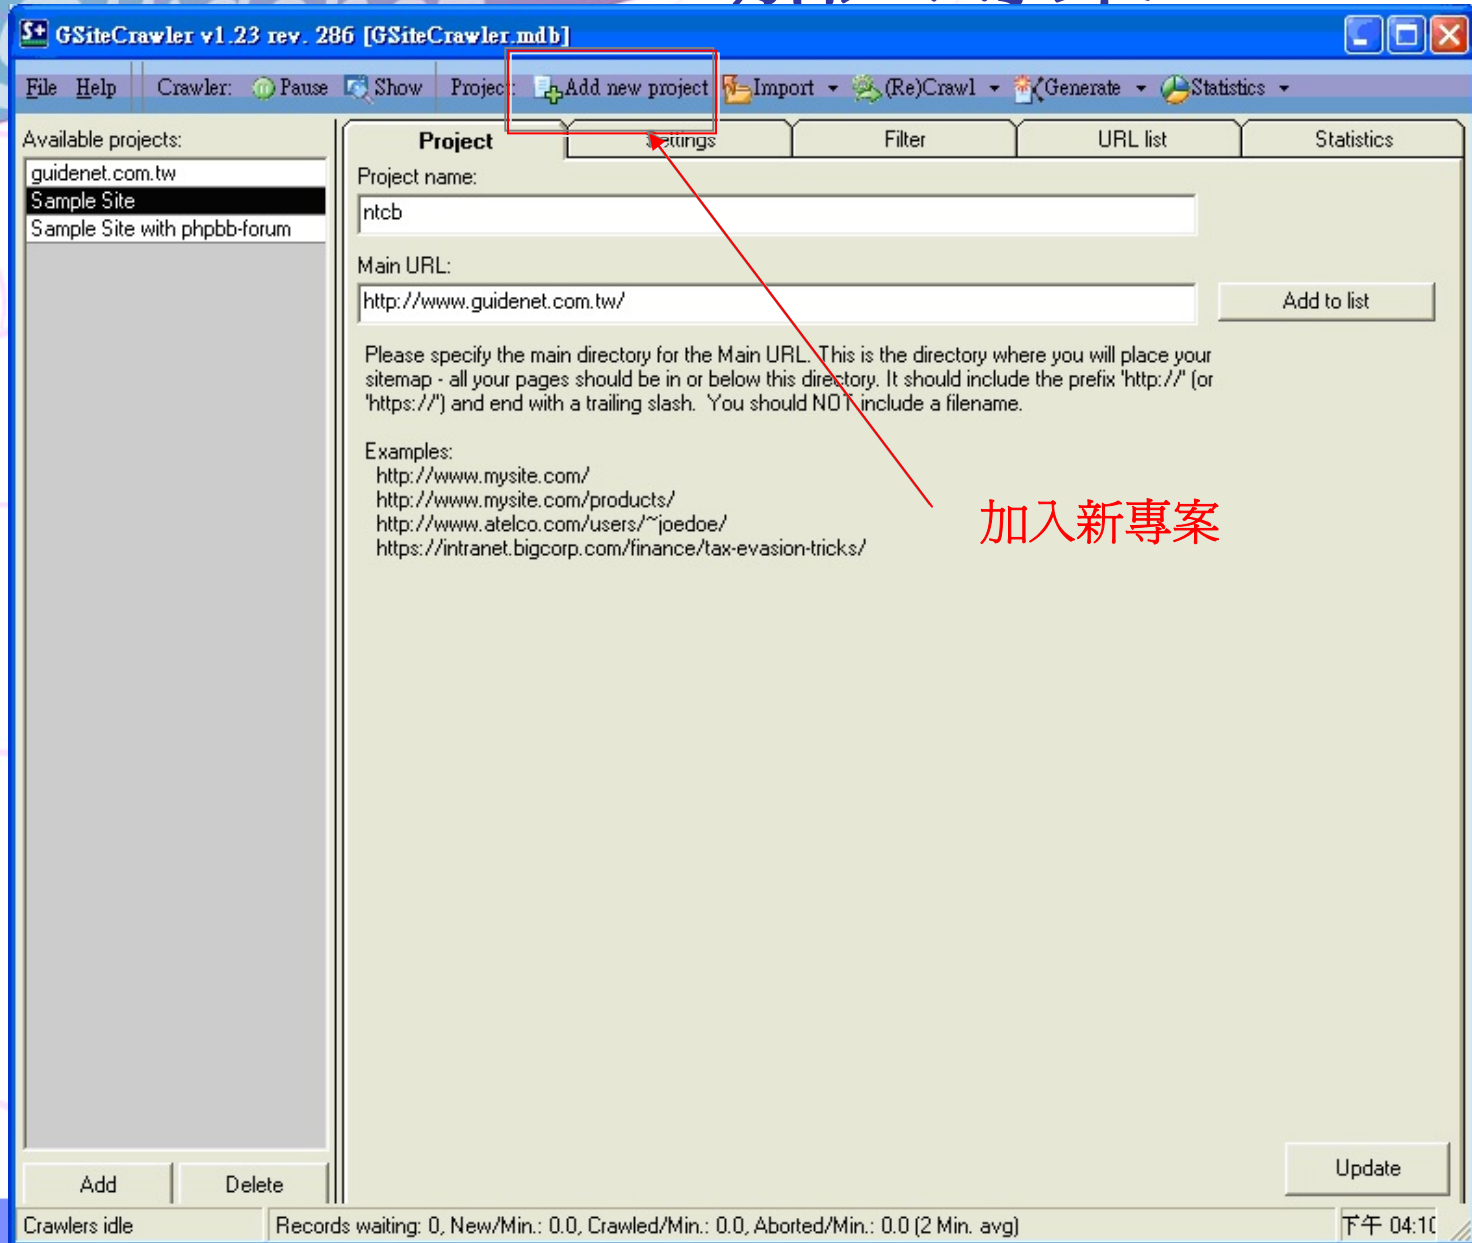 GSiteCrawler v1.23 rev. 286 [GSiteCrawler.mdb]
File Help Crawler: Pause Show Project: Add new project Import (Re)Crawl Generate Statistics
Available projects:
guidenet.com.tw
Sample Site
Sample Site with phpbb-forum
Project Settings Filter URL list Statistics
Project name:
ntcb
Main URL:
http://www.guidenet.com.tw/
Add to list
Please specify the main directory for the Main URL. This is the directory where you will place your
sitemap - all your pages should be in or below this directory. It should include the prefix 'http://' (or
'https://') and end with a trailing slash. You should NOT include a filename.
Examples:
http://www.mysite.com/
http://www.mysite.com/products/
http://www.atelco.com/users/~joedoe/
https://intranet.bigcorp.com/finance/tax-evasion-tricks/
加入新專案
Update
Add Delete
Crawlers idle
Records waiting: 0, New/Min.: 0.0, Crawled/Min.: 0.0, Aborted/Min.: 0.0 (2 Min. avg)
下午 04:10